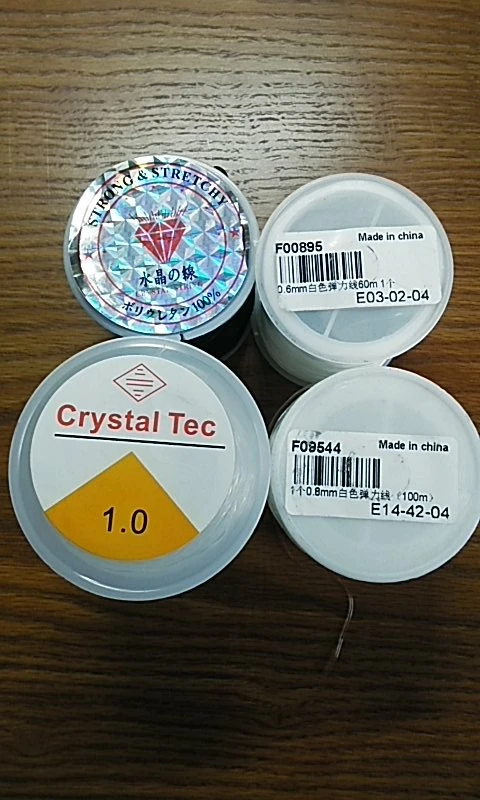 STRONG & STRETCHY
水晶の線
ポリウレタン100%
F00895
Made in china
0.6mm白色弹力线60m1个
E03-02-04
Crystal Tec
1.0
F09544
Made in china
1个0.8mm白色弹力线(100m)
E14-42-04